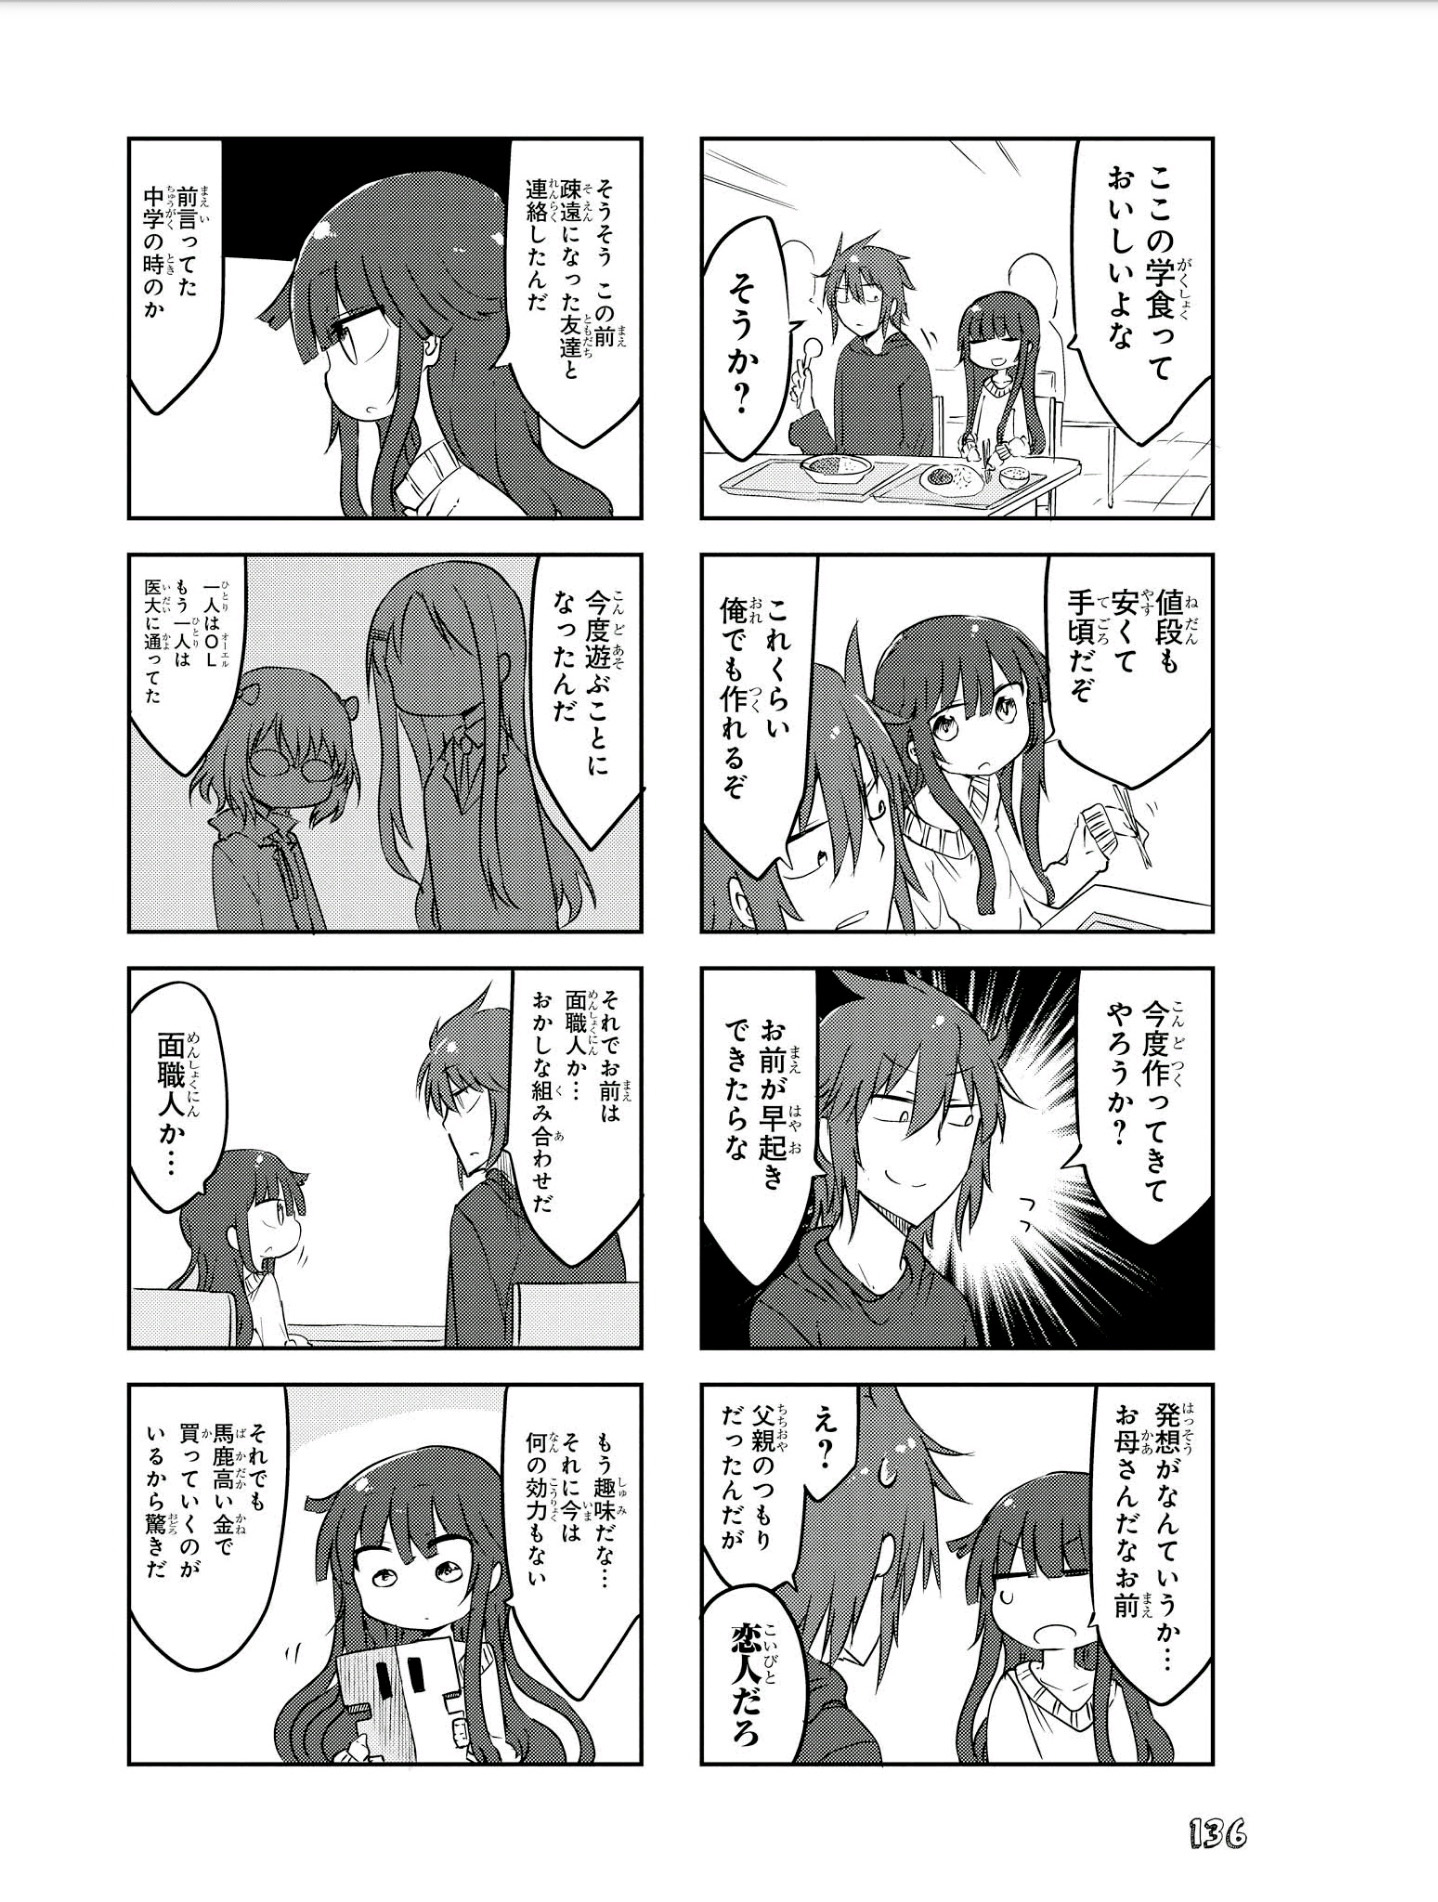 ここの学食って
おいしいよな
そうか？
値段も
安くて
手頃だぞ
これくらい
俺でも作れるぞ
今度作ってきて
やろうか？
お前が早起き
できたらな
発想がなんていうか…
お母さんだなお前
え？
父親のつもり
だったんだが
恋人だろ
そうそう この前
疎遠になった友達と
連絡したんだ
前言ってた
中学の時のか
今度遊ぶことに
なったんだ
一人はＯＬ
もう一人は
医大に通ってた
それでお前は
面職人か…
おかしな組み合わせだ
面職人か…
もう趣味だな…
それに今は
何の効力もない
それでも
馬鹿高い金で
買っていくのが
いるから驚きだ
136